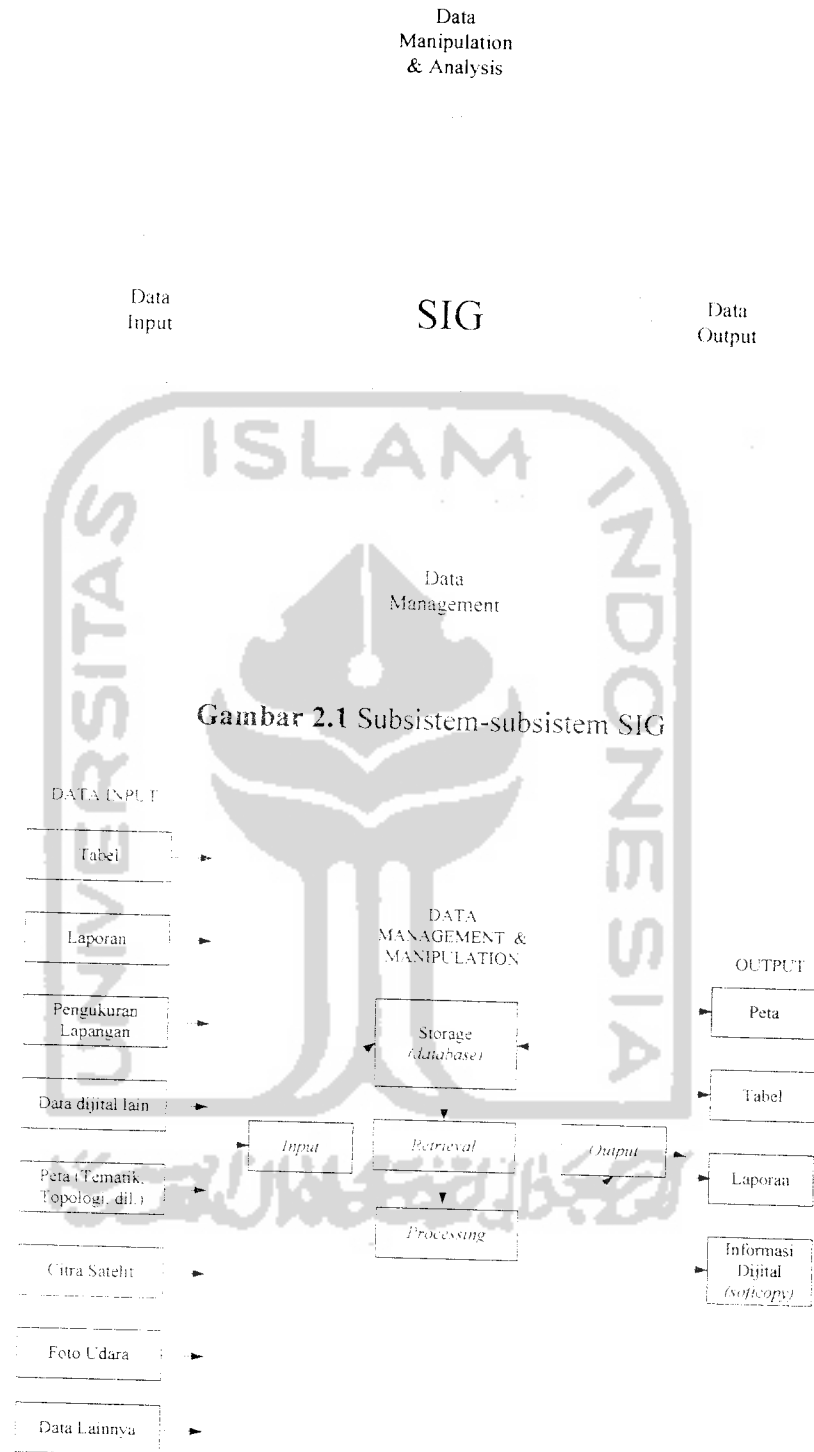 Data
Manipulation
& Analysis
Data
Input
SIG
Data
Output
Data
Management
Gambar 2.1 Subsistem-subsistem SIG
DATA INPUT
Tabel
Laporan
Pengukuran
Lapangan
Data dijital lain
Peta (Tematik,
Topologi, dll.)
Citra Satelit
Foto Udara
Data Lainnya
Input
DATA
MANAGEMENT &
MANIPULATION
Storage
(database)
Retrieval
Processing
Output
OUTPUT
Peta
Tabel
Laporan
Informasi
Dijital
(softcopy)
UNIVERSITAS
ISLAM
INDONESIA